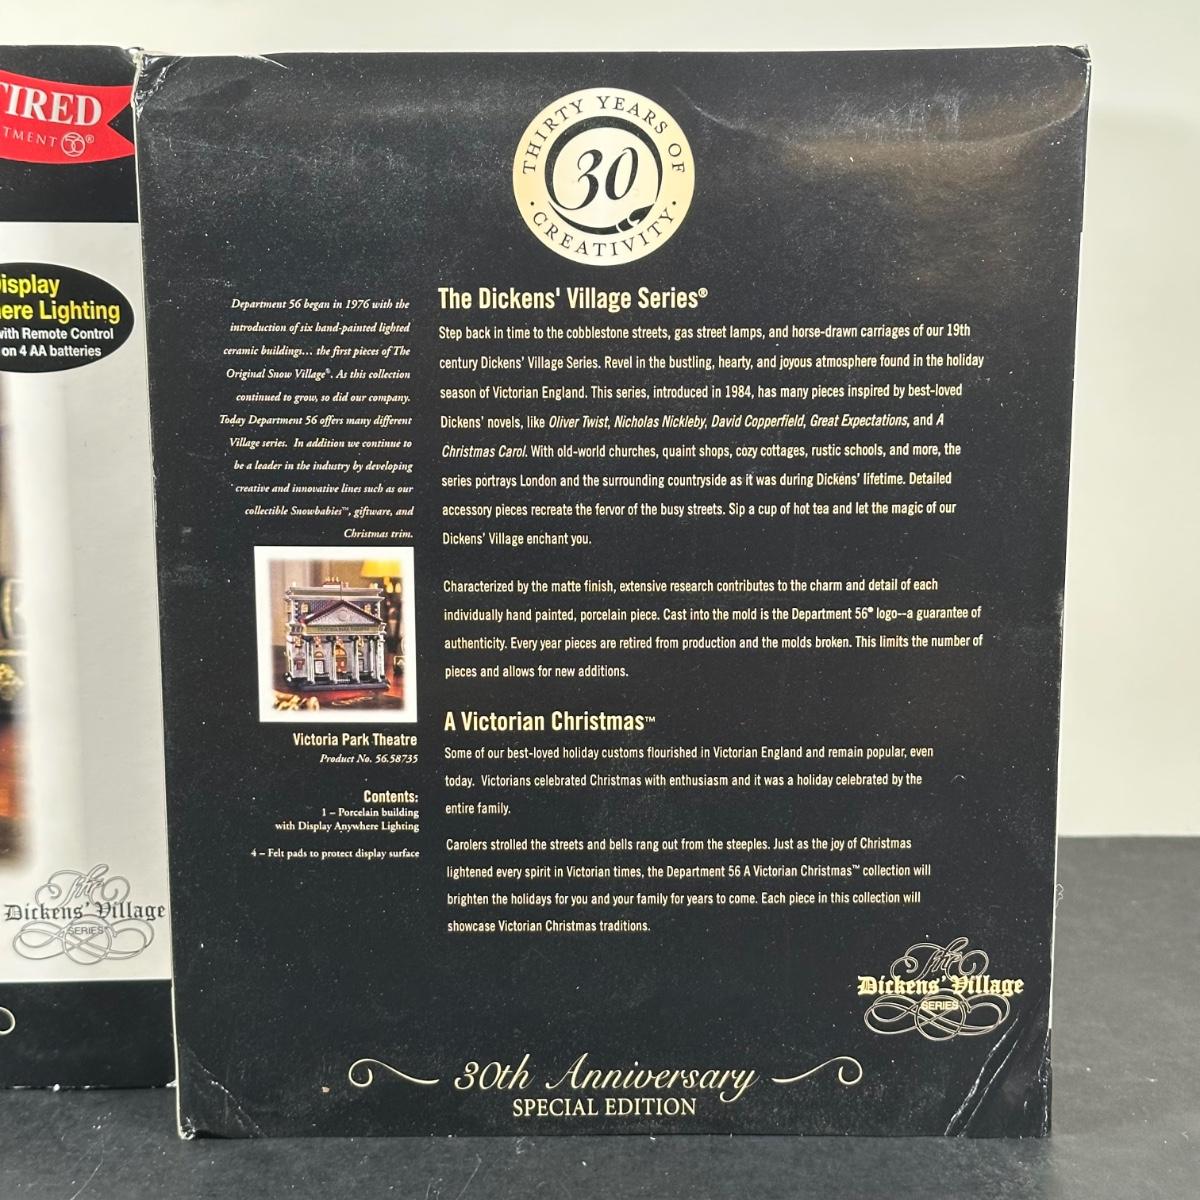 TIRED
TMENT 56®
isplay
ere Lighting
with Remote Control
on 4 AA batteries
The
Dickens' Village
SERIES
THIRTY YEARS OF
30
· CREATIVITY ·
Department 56 began in 1976 with the
introduction of six hand-painted lighted
ceramic buildings... the first pieces of The
Original Snow Village®. As this collection
continued to grow, so did our company.
Today Department 56 offers many different
Village series. In addition we continue to
be a leader in the industry by developing
creative and innovative lines such as our
collectible Snowbabies™, giftware, and
Christmas trim.
VICTORIA PARK THEATRE
Victoria Park Theatre
Product No. 56.58735
Contents:
1 – Porcelain building
with Display Anywhere Lighting
4 – Felt pads to protect display surface
The Dickens' Village Series®
Step back in time to the cobblestone streets, gas street lamps, and horse-drawn carriages of our 19th
century Dickens' Village Series. Revel in the bustling, hearty, and joyous atmosphere found in the holiday
season of Victorian England. This series, introduced in 1984, has many pieces inspired by best-loved
Dickens' novels, like Oliver Twist, Nicholas Nickleby, David Copperfield, Great Expectations, and A
Christmas Carol. With old-world churches, quaint shops, cozy cottages, rustic schools, and more, the
series portrays London and the surrounding countryside as it was during Dickens' lifetime. Detailed
accessory pieces recreate the fervor of the busy streets. Sip a cup of hot tea and let the magic of our
Dickens' Village enchant you.
Characterized by the matte finish, extensive research contributes to the charm and detail of each
individually hand painted, porcelain piece. Cast into the mold is the Department 56® logo--a guarantee of
authenticity. Every year pieces are retired from production and the molds broken. This limits the number of
pieces and allows for new additions.
A Victorian Christmas™
Some of our best-loved holiday customs flourished in Victorian England and remain popular, even
today. Victorians celebrated Christmas with enthusiasm and it was a holiday celebrated by the
entire family.
Carolers strolled the streets and bells rang out from the steeples. Just as the joy of Christmas
lightened every spirit in Victorian times, the Department 56 A Victorian Christmas™ collection will
brighten the holidays for you and your family for years to come. Each piece in this collection will
showcase Victorian Christmas traditions.
The
Dickens' Village
SERIES
30th Anniversary
SPECIAL EDITION